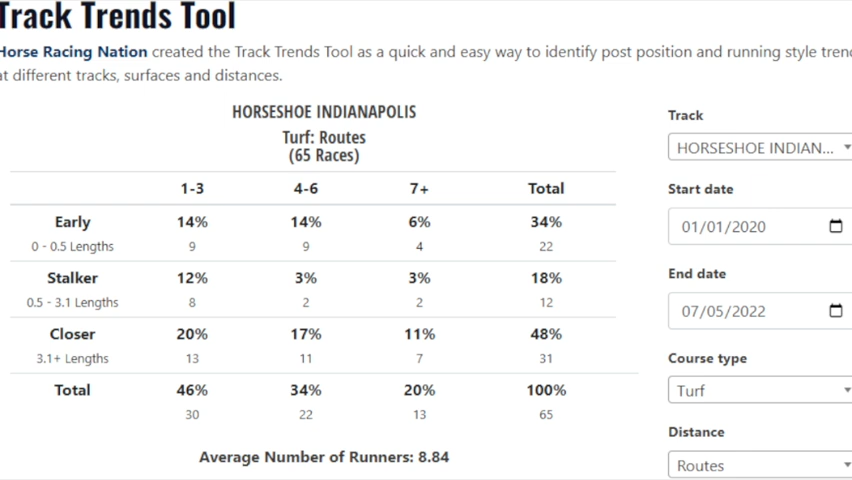 Track Trends Tool
Horse Racing Nation created the Track Trends Tool as a quick and easy way to identify post position and running style
at different tracks, surfaces and distances.
HORSESHOE INDIANAPOLIS
Turf: Routes
(65 Races)
1-3 4-6 7+ Total
Early 14% 14% 6% 34%
0 - 0.5 Lengths 9 9 4 22
Stalker 12% 3% 3% 18%
0.5 - 3.1 Lengths 8 2 2 12
Closer 20% 17% 11% 48%
3.1+ Lengths 13 11 7 31
Total 46% 34% 20% 100%
30 22 13 65
Average Number of Runners: 8.84
Track
HORSESHOE INDIAN...
Start date
01/01/2020
End date
07/05/2022
Course type
Turf
Distance
Routes